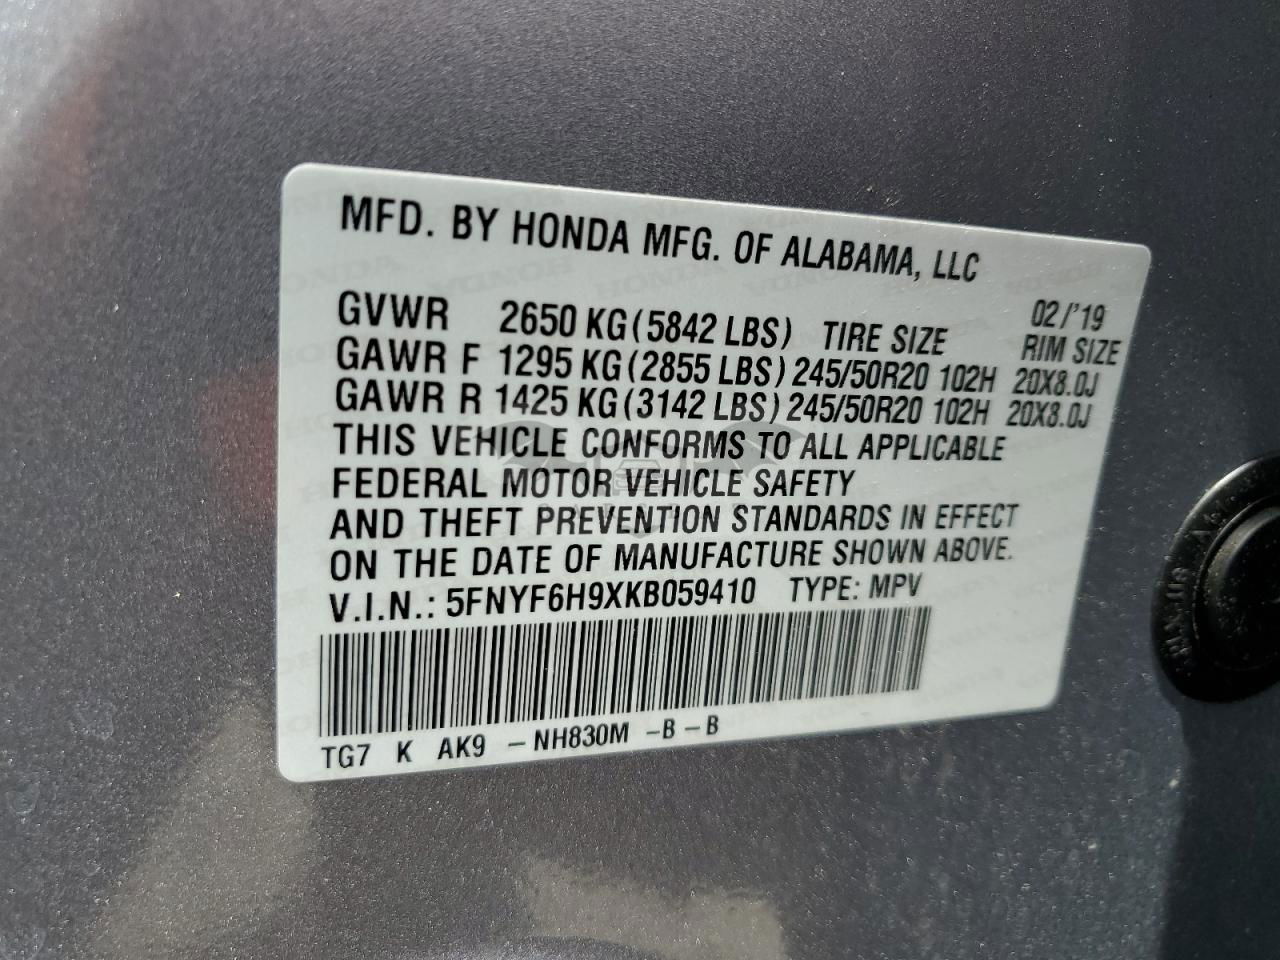 MFD. BY HONDA MFG. OF ALABAMA, LLC
02/'19
GVWR 2650 KG (5842 LBS) TIRE SIZE RIM SIZE
GAWR F 1295 KG (2855 LBS) 245/50R20 102H 20X8.0J
GAWR R 1425 KG (3142 LBS) 245/50R20 102H 20X8.0J
THIS VEHICLE CONFORMS TO ALL APPLICABLE
FEDERAL MOTOR VEHICLE SAFETY
AND THEFT PREVENTION STANDARDS IN EFFECT
ON THE DATE OF MANUFACTURE SHOWN ABOVE.
V.I.N.: 5FNYF6H9XKB059410 TYPE: MPV
TG7 K AK9 -NH830M -B-B